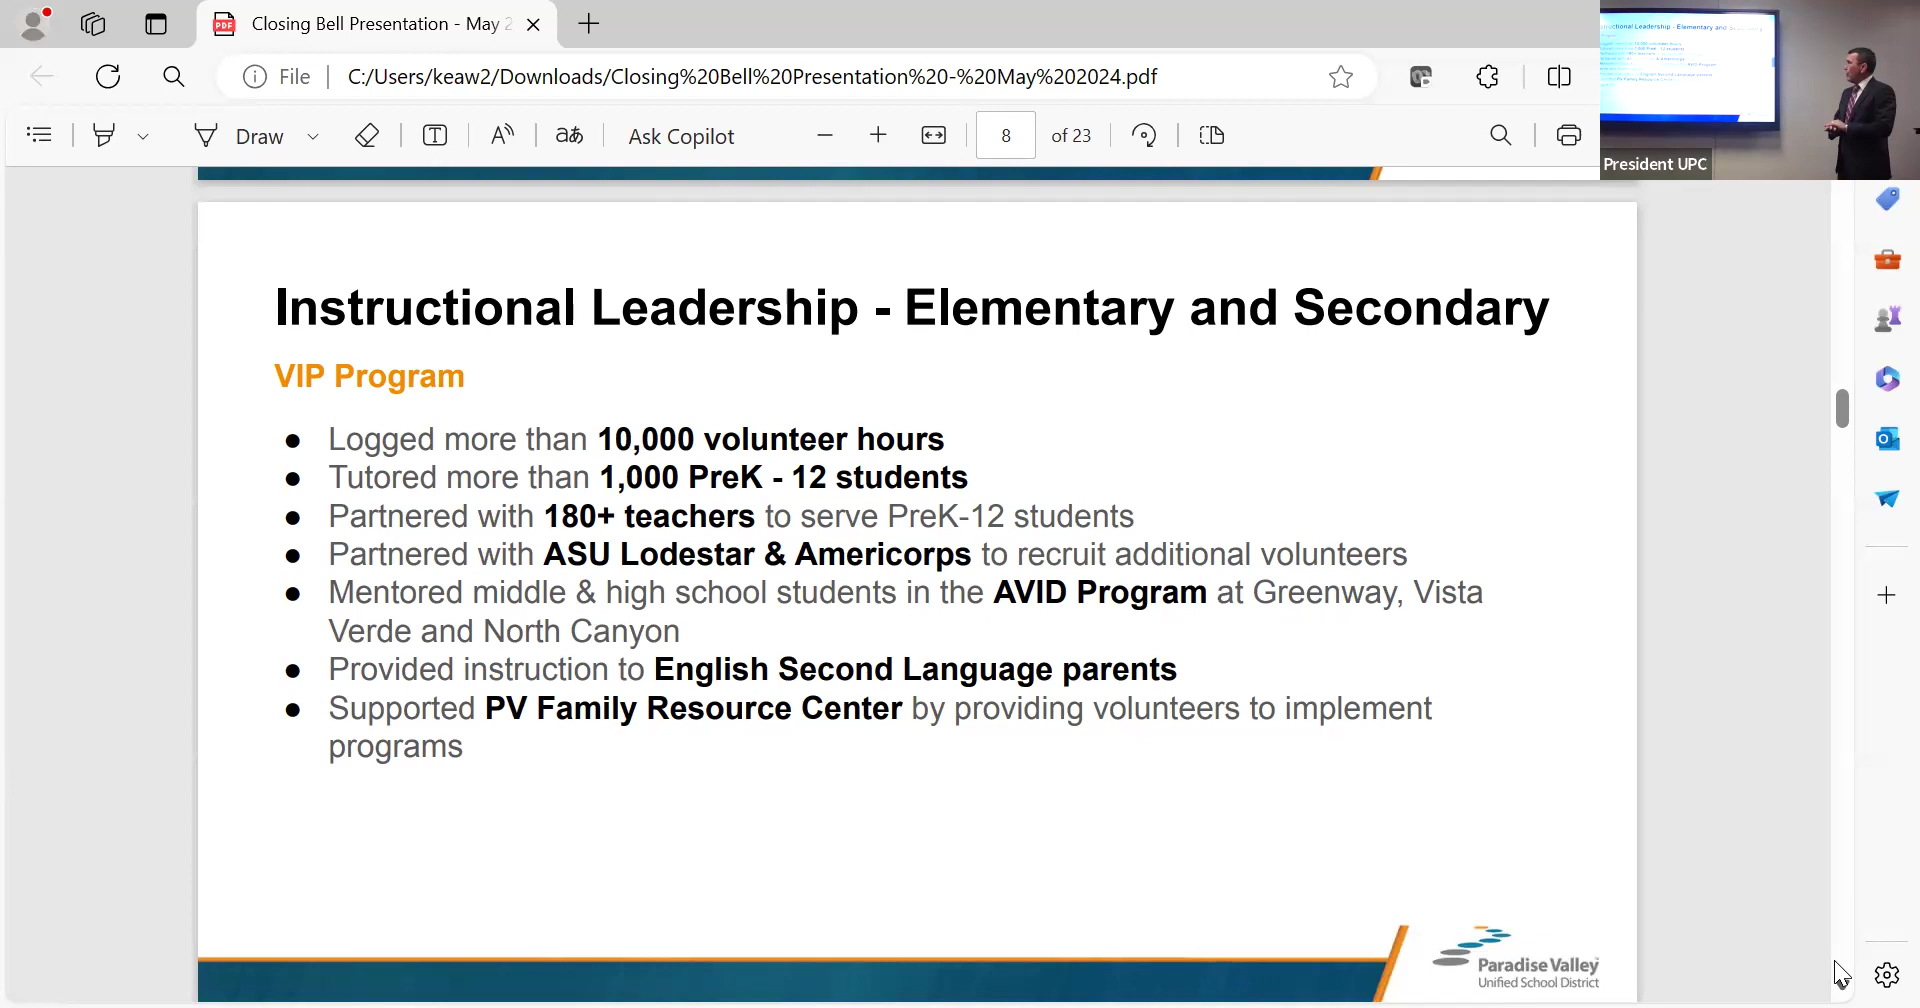 Closing Bell Presentation - May 2
File
C:/Users/keaw2/Downloads/Closing%20Bell%20Presentation%20-%20May%202024.pdf
Draw
Ask Copilot
8
of 23
President UPC
Instructional Leadership - Elementary and Secondary
VIP Program
● Logged more than 10,000 volunteer hours
● Tutored more than 1,000 PreK - 12 students
● Partnered with 180+ teachers to serve PreK-12 students
● Partnered with ASU Lodestar & Americorps to recruit additional volunteers
● Mentored middle & high school students in the AVID Program at Greenway, Vista
Verde and North Canyon
● Provided instruction to English Second Language parents
● Supported PV Family Resource Center by providing volunteers to implement
programs
Paradise Valley
Unified School District